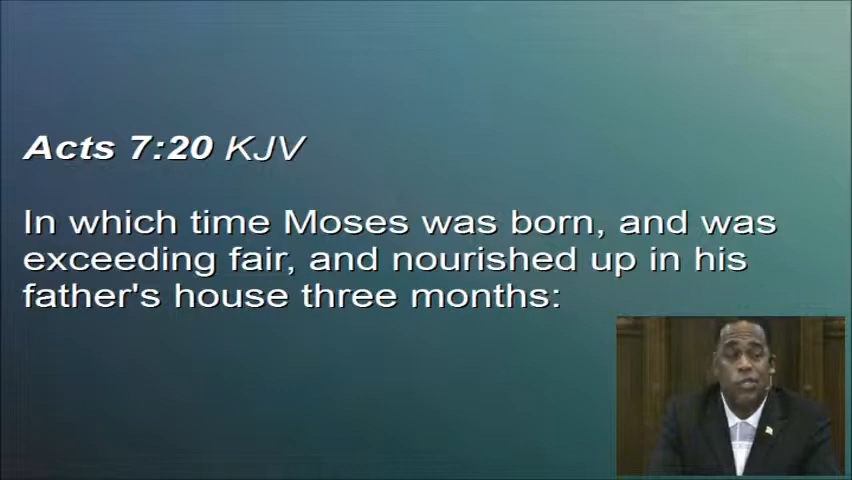 Acts 7:20 KJV
In which time Moses was born, and was
exceeding fair, and nourished up in his
father's house three months: